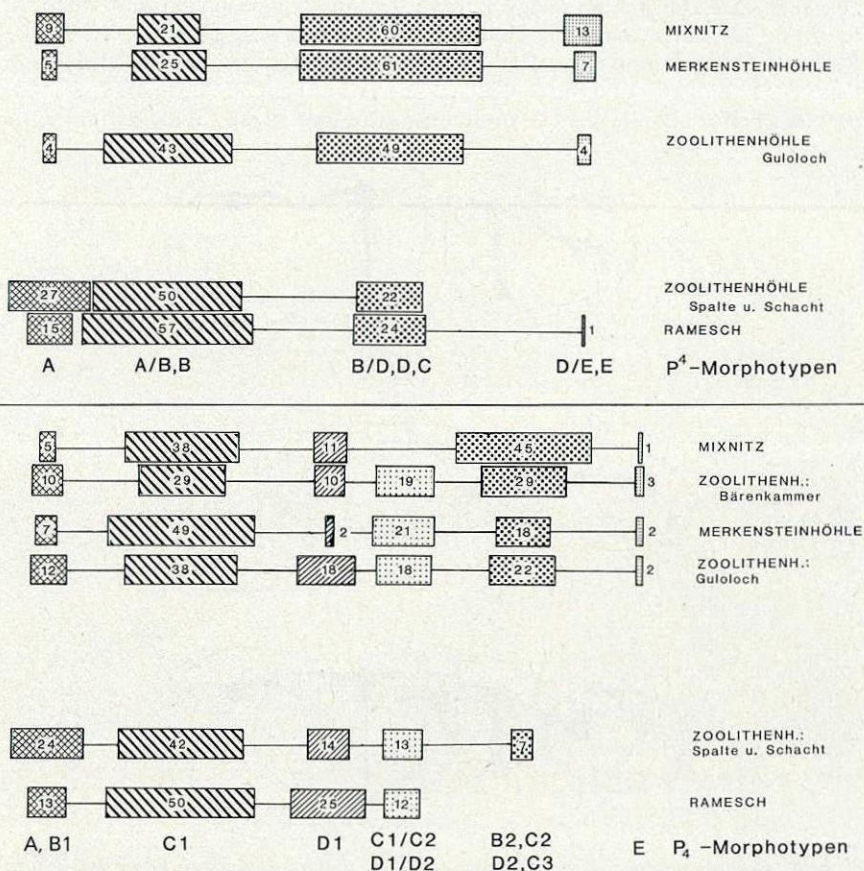 9 21 60 13 MIXNITZ
5 25 61 7 MERKENSTEINHÖHLE
4 43 49 4 ZOOLITHENHÖHLE
Guloloch
27 50 22 ZOOLITHENHÖHLE
Spalte u. Schacht
15 57 24 1 RAMESCH
A A/B,B B/D,D,C D/E,E P⁴-Morphotypen
5 38 11 45 1 MIXNITZ
10 29 10 19 29 3 ZOOLITHENH.:
Bärenkammer
7 49 2 21 18 2 MERKENSTEINHÖHLE
12 38 18 18 22 2 ZOOLITHENH.:
Guloloch
24 42 14 13 7 ZOOLITHENH.:
Spalte u. Schacht
13 50 25 12 RAMESCH
A, B1 C1 D1 C1/C2 B2,C2 E P₄ -Morphotypen
D1/D2 D2,C3